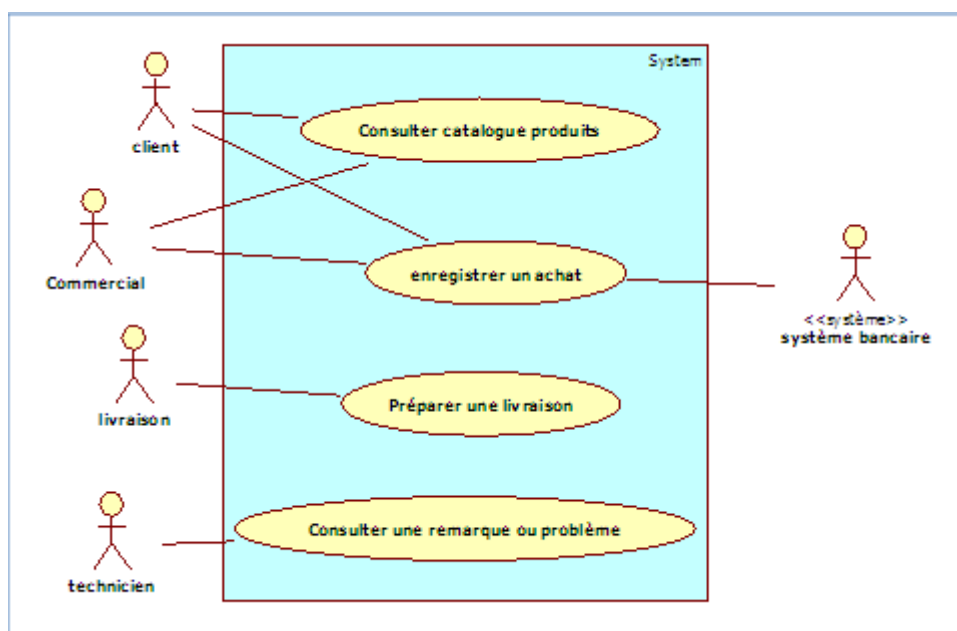 System
Consulter catalogue produits
client
Commercial
enregistrer un achat
<<système>>
système bancaire
Préparer une livraison
livraison
Consulter une remarque ou problème
technicien